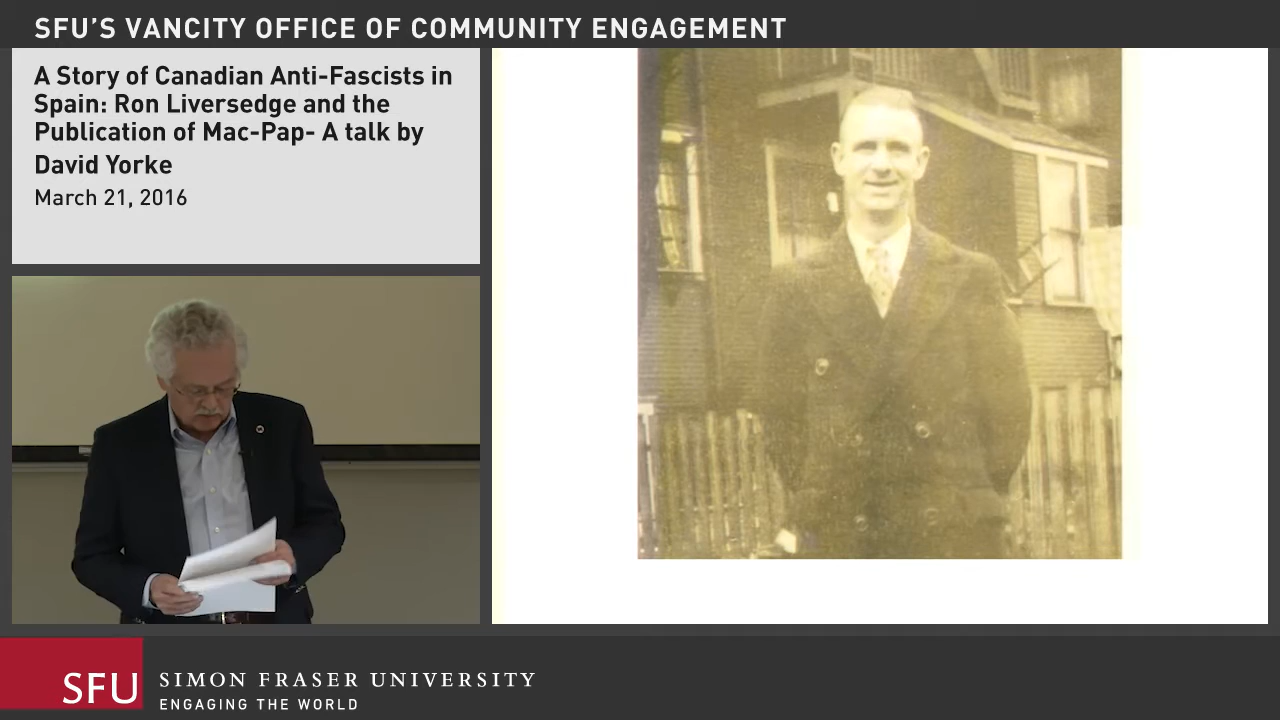 SFU'S VANCITY OFFICE OF COMMUNITY ENGAGEMENT
A Story of Canadian Anti-Fascists in
Spain: Ron Liversedge and the
Publication of Mac-Pap- A talk by
David Yorke
March 21, 2016
SFU
SIMON FRASER UNIVERSITY
ENGAGING THE WORLD